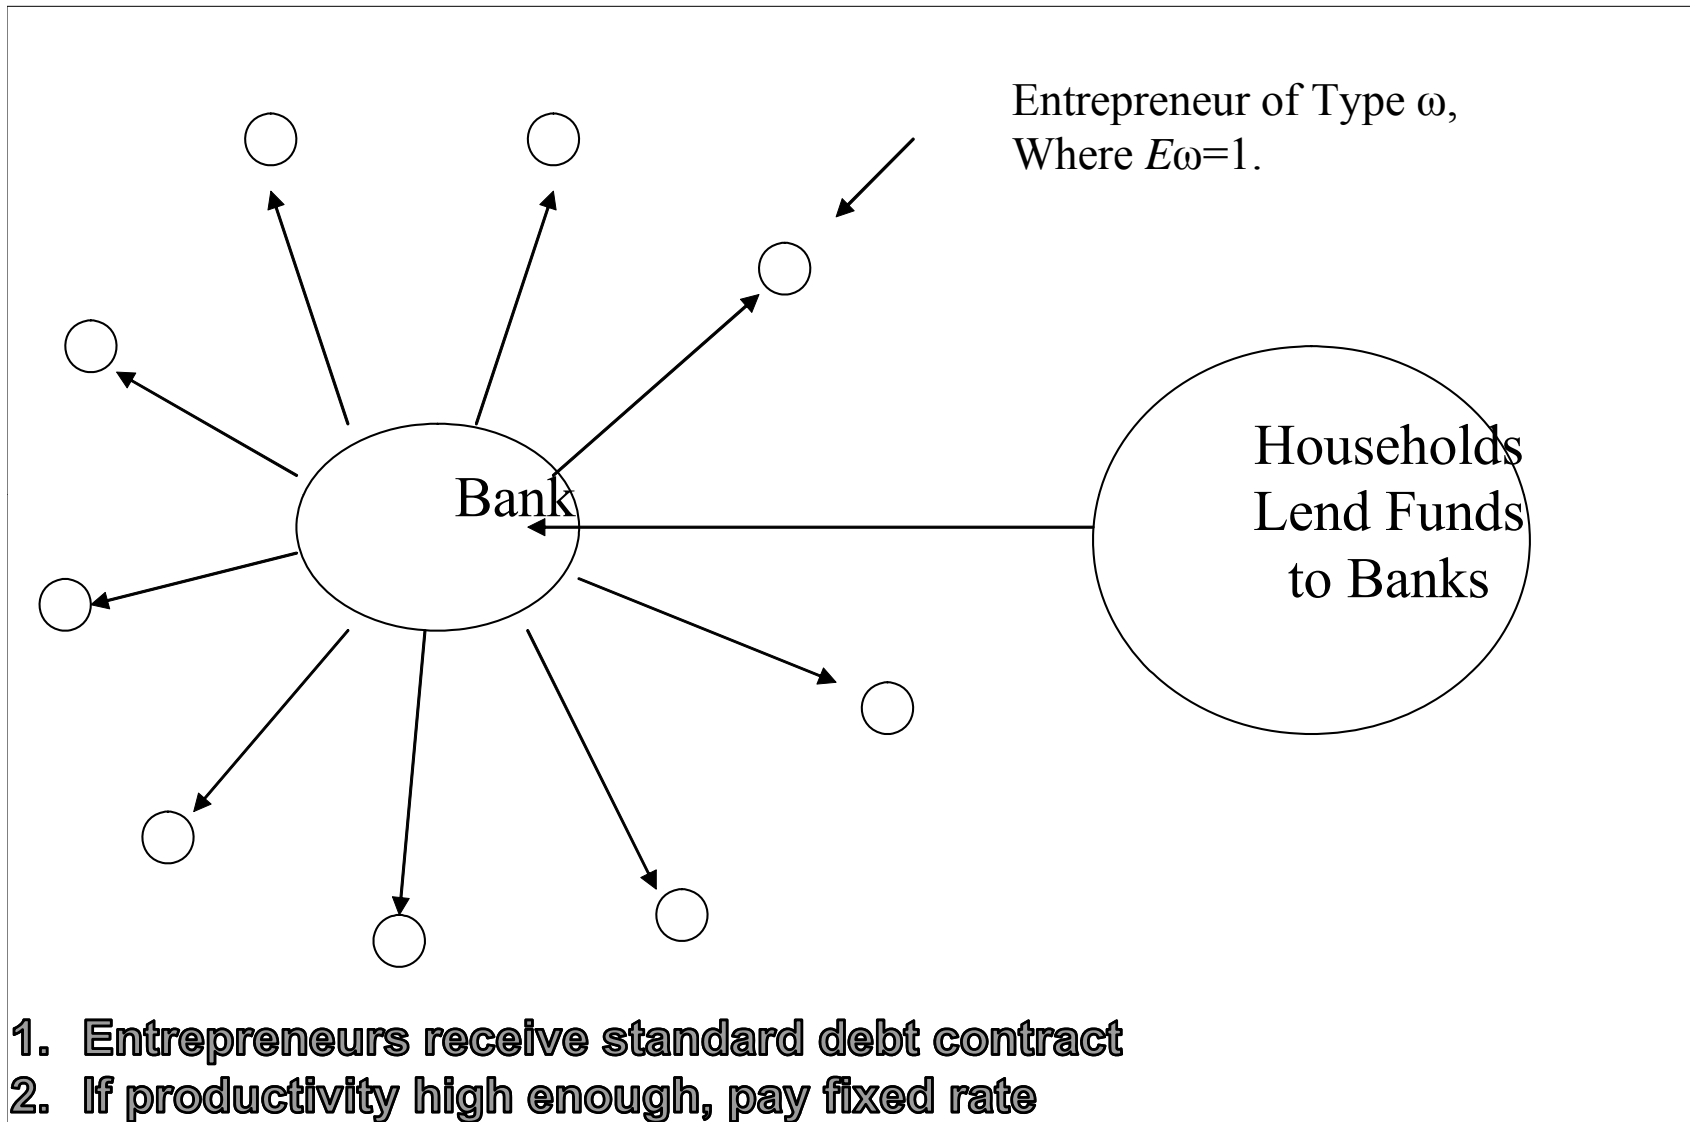 Entrepreneur of Type ω,
Where Eω=1.
Bank
Households
Lend Funds
to Banks
1. Entrepreneurs receive standard debt contract
2. If productivity high enough, pay fixed rate